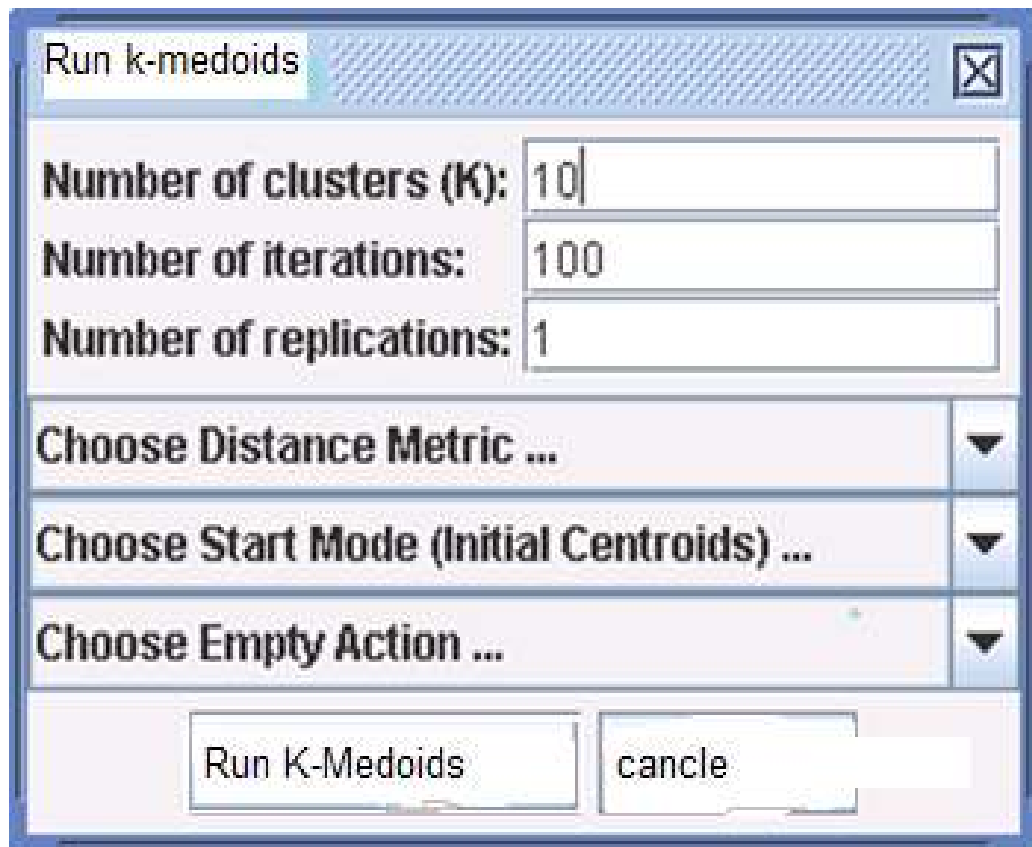 Run k-medoids
Number of clusters (K): 10
Number of iterations: 100
Number of replications: 1
Choose Distance Metric ...
Choose Start Mode (Initial Centroids) ...
Choose Empty Action ...
Run K-Medoids cancle